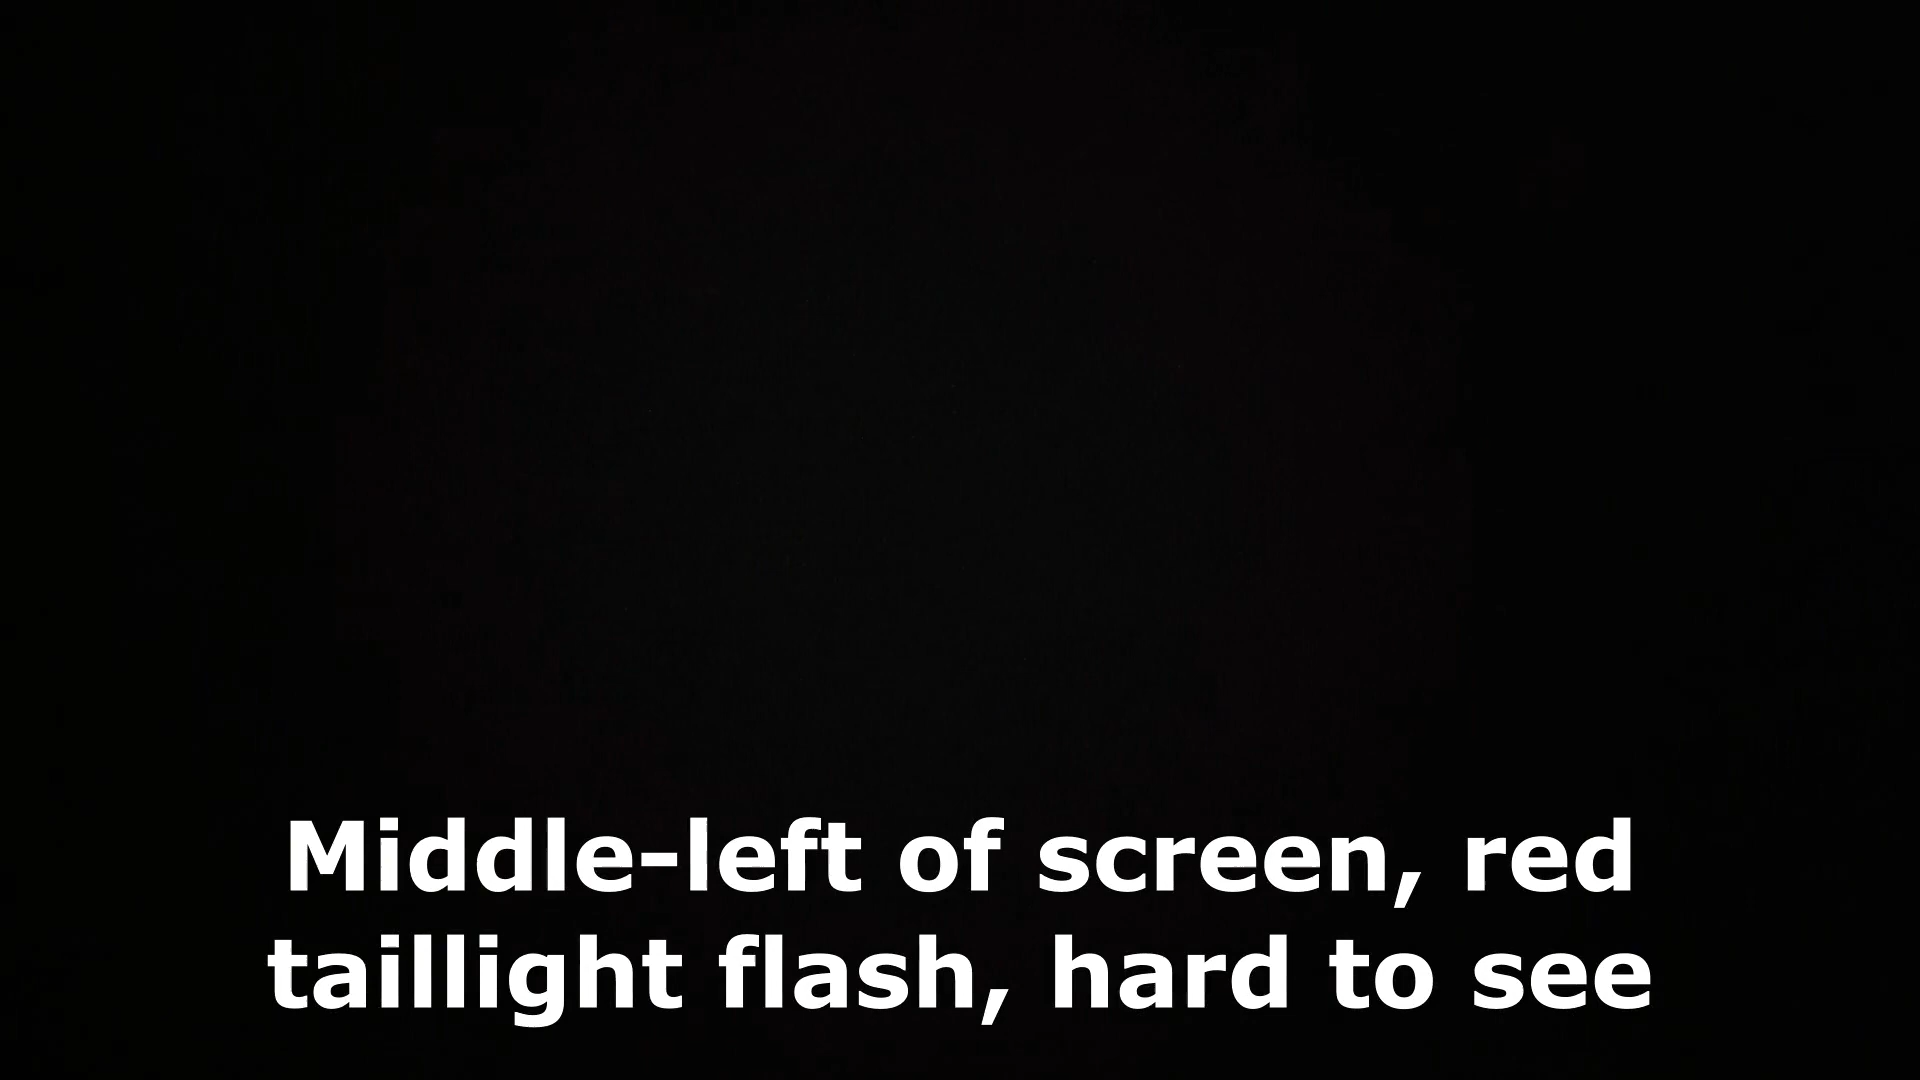 Middle-left of screen, red
taillight flash, hard to see